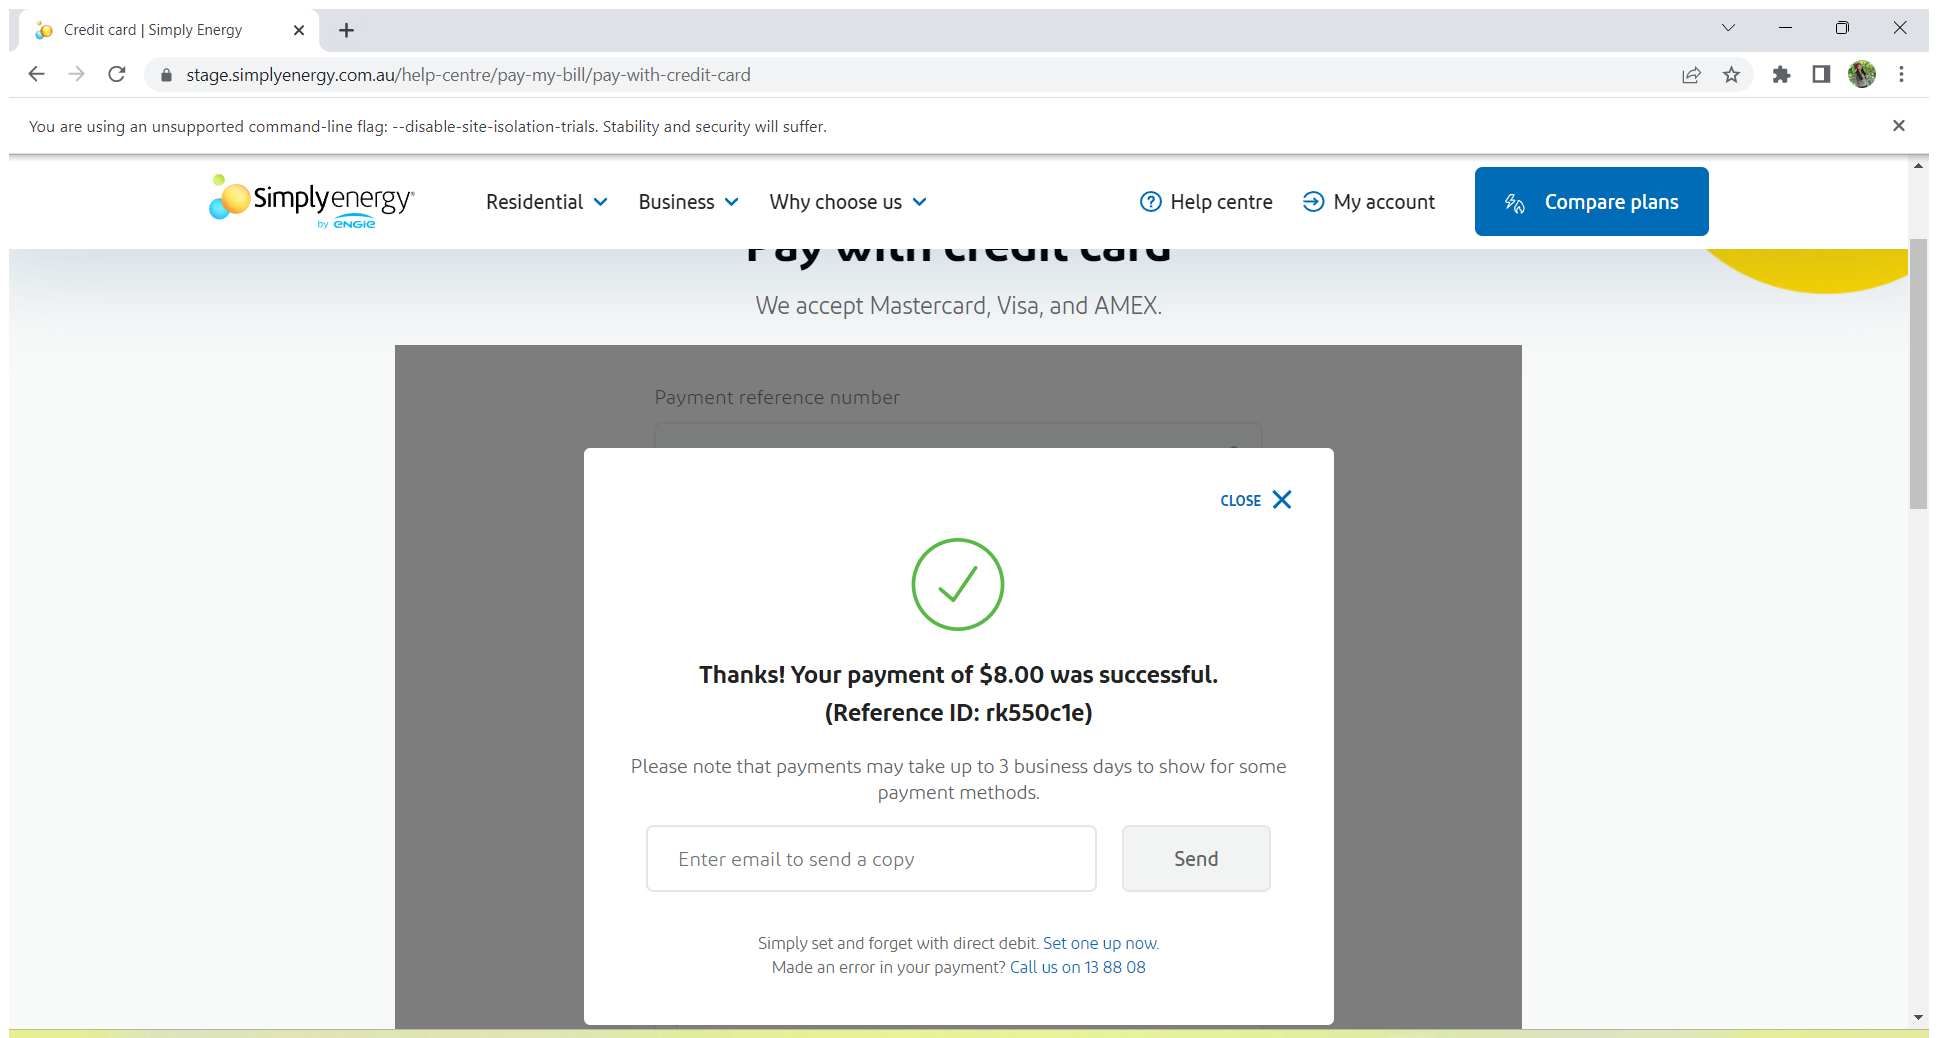 Credit card | Simply Energy
stage.simplyenergy.com.au/help-centre/pay-my-bill/pay-with-credit-card
You are using an unsupported command-line flag: --disable-site-isolation-trials. Stability and security will suffer.
Simplyenergy
by ENGIE
Residential
Business
Why choose us
Help centre
My account
Compare plans
Pay with credit card
We accept Mastercard, Visa, and AMEX.
Payment reference number
CLOSE
Thanks! Your payment of $8.00 was successful.
(Reference ID: rk550c1e)
Please note that payments may take up to 3 business days to show for some
payment methods.
Enter email to send a copy
Send
Simply set and forget with direct debit. Set one up now.
Made an error in your payment? Call us on 13 88 08